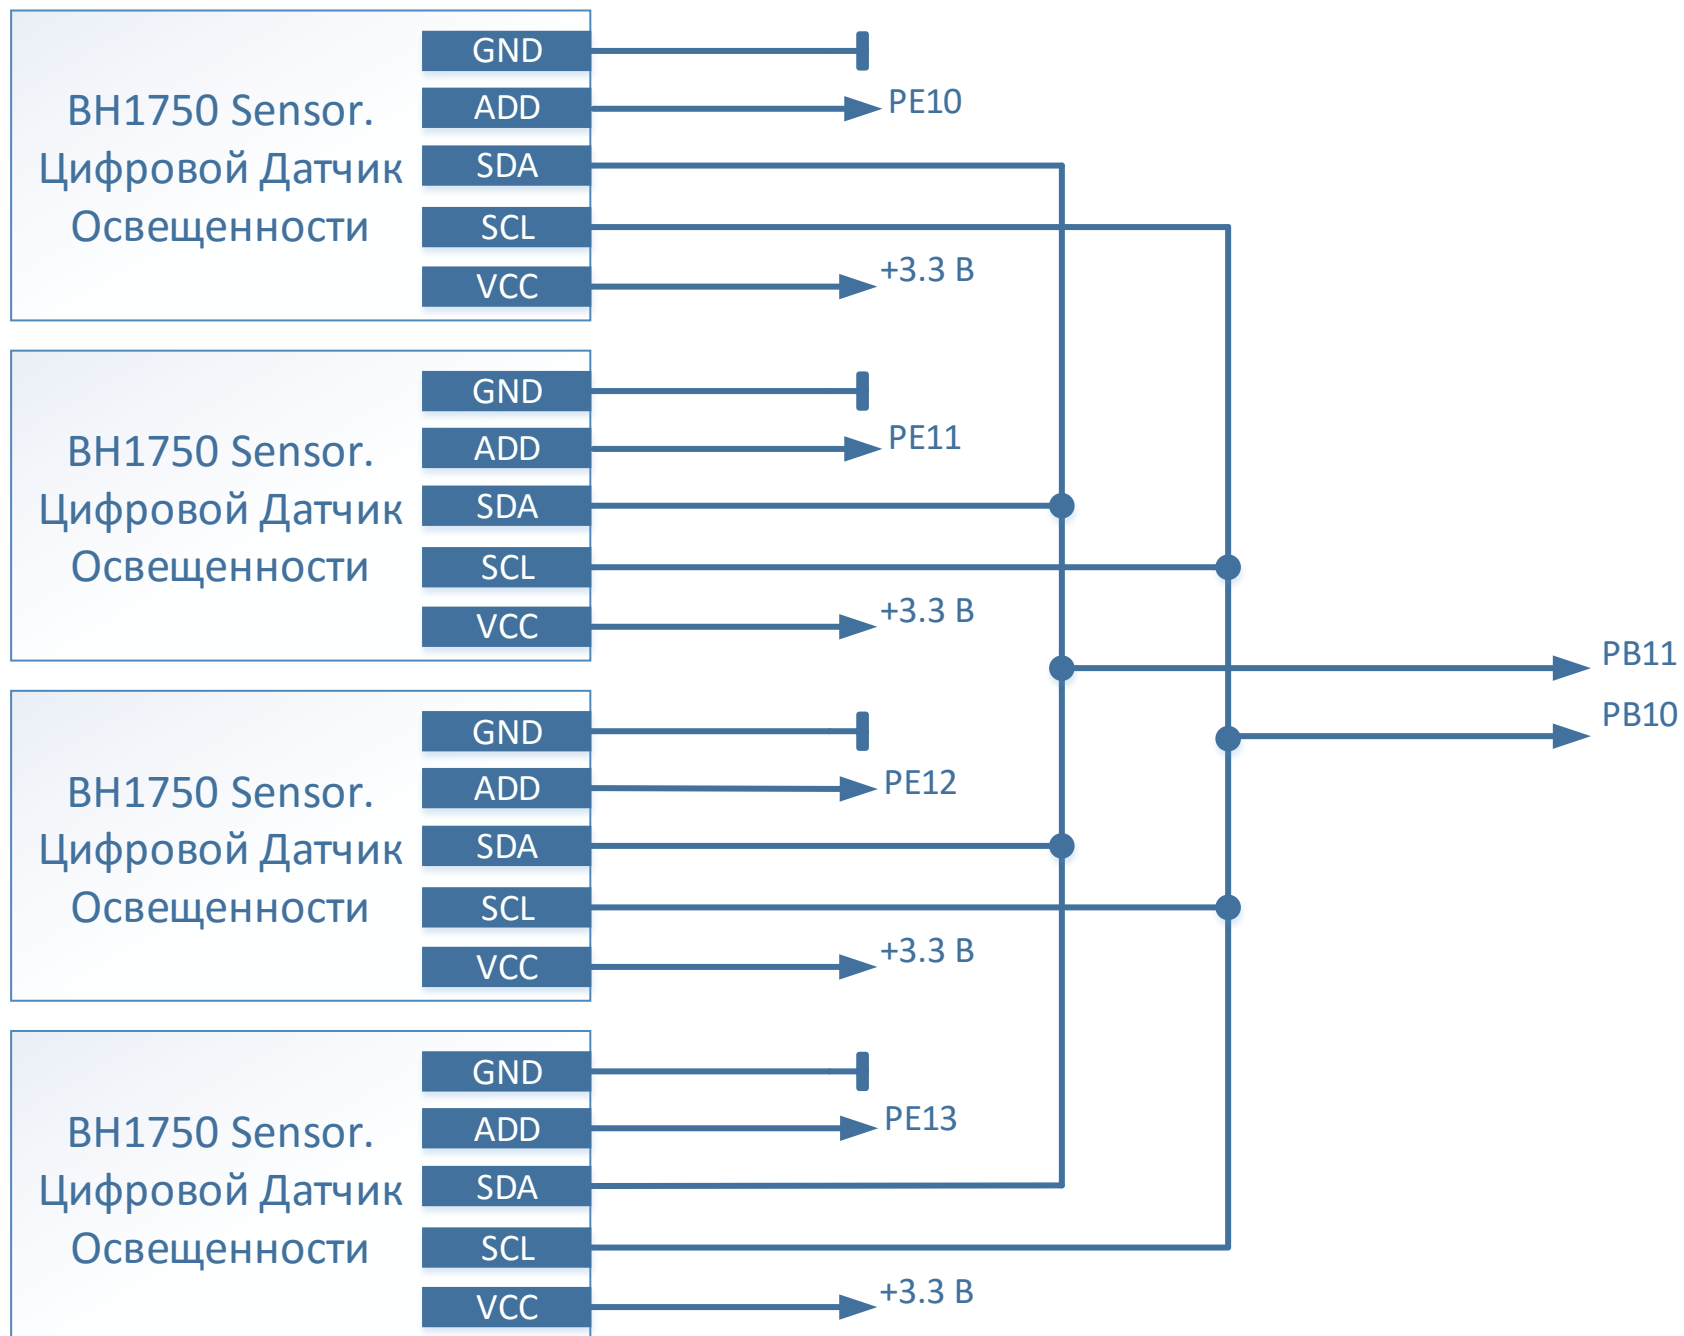 BH1750 Sensor.
Цифровой Датчик
Освещенности
GND
ADD
PE10
SDA
SCL
VCC
+3.3 В
BH1750 Sensor.
Цифровой Датчик
Освещенности
GND
ADD
PE11
SDA
SCL
VCC
+3.3 В
PB11
PB10
BH1750 Sensor.
Цифровой Датчик
Освещенности
GND
ADD
PE12
SDA
SCL
VCC
+3.3 В
BH1750 Sensor.
Цифровой Датчик
Освещенности
GND
ADD
PE13
SDA
SCL
VCC
+3.3 В